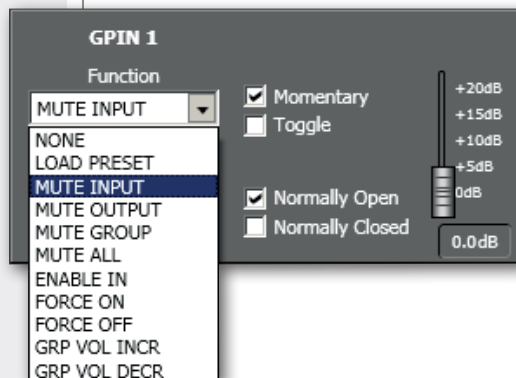 GPIN 1
Function
MUTE INPUT
NONE
LOAD PRESET
MUTE INPUT
MUTE OUTPUT
MUTE GROUP
MUTE ALL
ENABLE IN
FORCE ON
FORCE OFF
GRP VOL INCR
GRP VOL DECR
Momentary
Toggle
Normally Open
Normally Closed
+20dB
+15dB
+10dB
+5dB
0dB
0.0dB